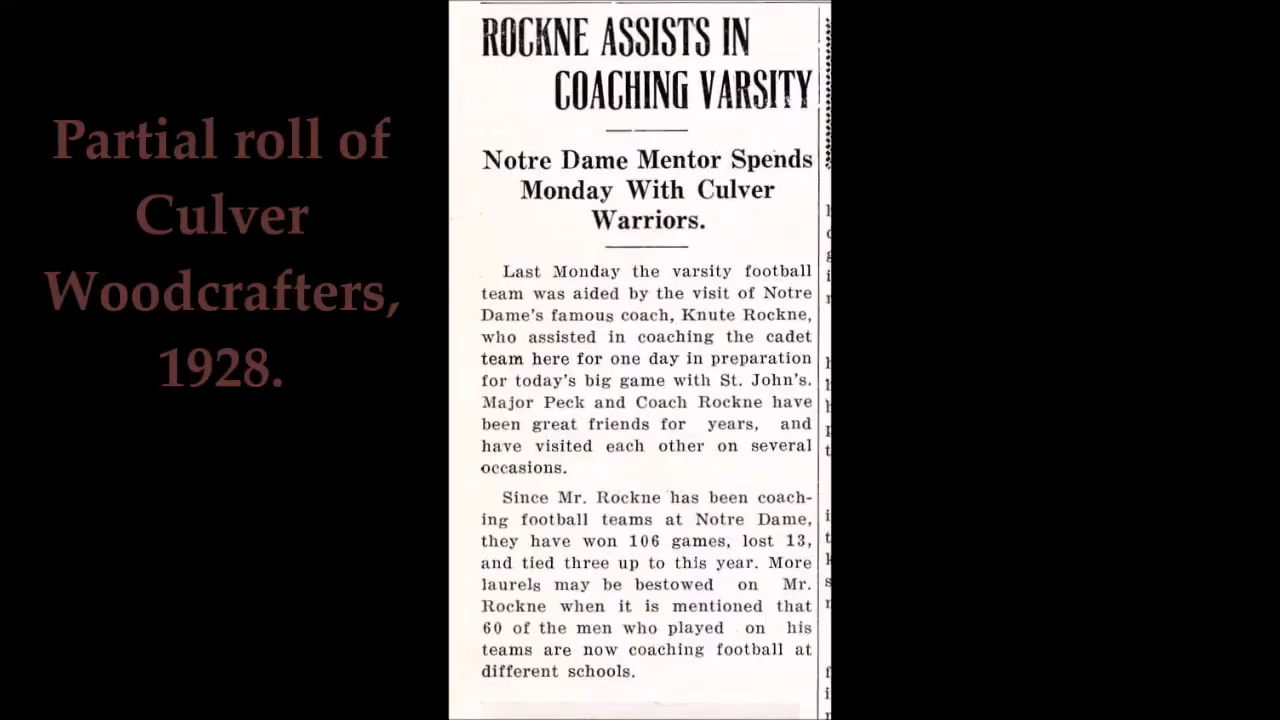 Partial roll of
Culver
Woodcrafters,
1928.
ROCKNE ASSISTS IN
COACHING VARSITY
Notre Dame Mentor Spends
Monday With Culver
Warriors.
Last Monday the varsity football
team was aided by the visit of Notre
Dame's famous coach, Knute Rockne,
who assisted in coaching the cadet
team here for one day in preparation
for today's big game with St. John's.
Major Peck and Coach Rockne have
been great friends for years, and
have visited each other on several
occasions.
Since Mr. Rockne has been coach-
ing football teams at Notre Dame,
they have won 106 games, lost 13,
and tied three up to this year. More
laurels may be bestowed on Mr.
Rockne when it is mentioned that
60 of the men who played on his
teams are now coaching football at
different schools.